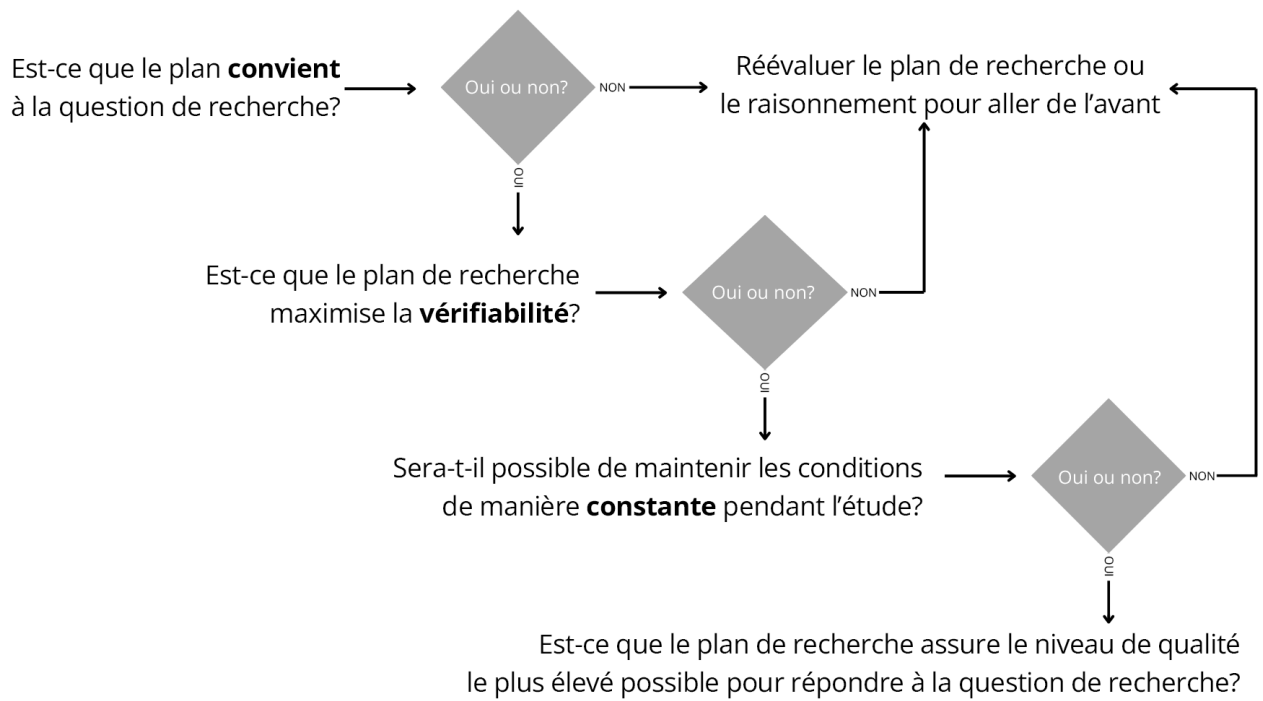 Est-ce que le plan convient
à la question de recherche?
Oui ou non?
NON
Réévaluer le plan de recherche ou
le raisonnement pour aller de l'avant
OUI
Est-ce que le plan de recherche
maximise la vérifiabilité?
Oui ou non?
NON
OUI
Sera-t-il possible de maintenir les conditions
de manière constante pendant l'étude?
Oui ou non?
NON
OUI
Est-ce que le plan de recherche assure le niveau de qualité
le plus élevé possible pour répondre à la question de recherche?